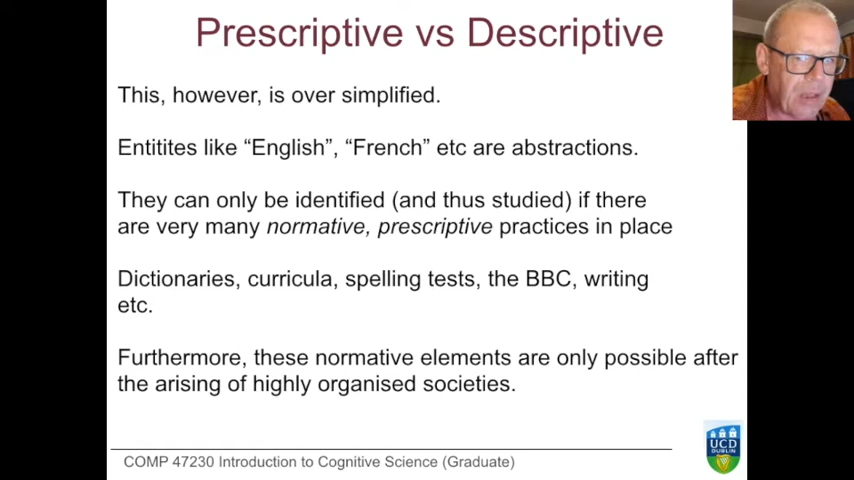 Prescriptive vs Descriptive
This, however, is over simplified.
Entitites like “English”, “French” etc are abstractions.
They can only be identified (and thus studied) if there
are very many normative, prescriptive practices in place
Dictionaries, curricula, spelling tests, the BBC, writing
etc.
Furthermore, these normative elements are only possible after
the arising of highly organised societies.
COMP 47230 Introduction to Cognitive Science (Graduate)
UCD
DUBLIN